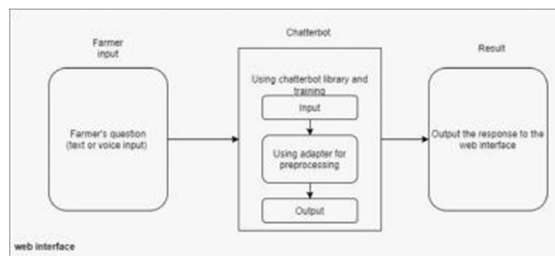 Farmer
input
Farmer's question
(text or voice input)
Chatterbot
Using chatterbot library and
training
Input
Using adapter for
preprocessing
Output
Result
Output the response to the
web interface
web interface